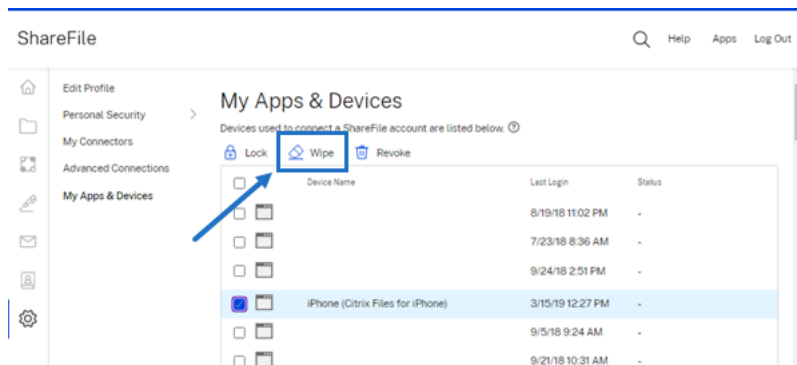 ShareFile
Help Apps Log Out
Edit Profile
Personal Security
My Connectors
Advanced Connections
My Apps & Devices
My Apps & Devices
Devices used to connect a ShareFile account are listed below.
Lock Wipe Revoke
Device Name Last Login Status
8/19/18 11:02 PM -
7/23/18 8:36 AM -
9/24/18 2:51 PM -
iPhone (Citrix Files for iPhone) 3/15/19 12:27 PM -
9/5/18 9:24 AM -
9/21/18 10:31 AM -